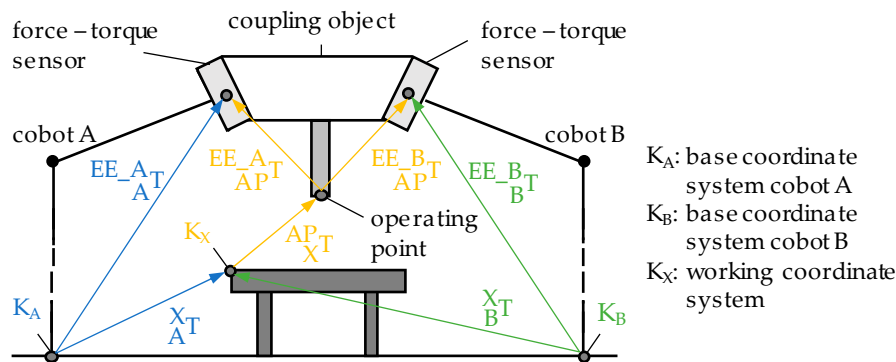 coupling object
force–torque
sensor
force–torque
sensor
cobot A
cobot B
EE_A
A T
EE_A
AP T
EE_B
AP T
EE_B
B T
operating
point
AP
X T
K_X
X
A T
X
B T
K_A
K_B
K_A: base coordinate
system cobot A
K_B: base coordinate
system cobot B
K_X: working coordinate
system